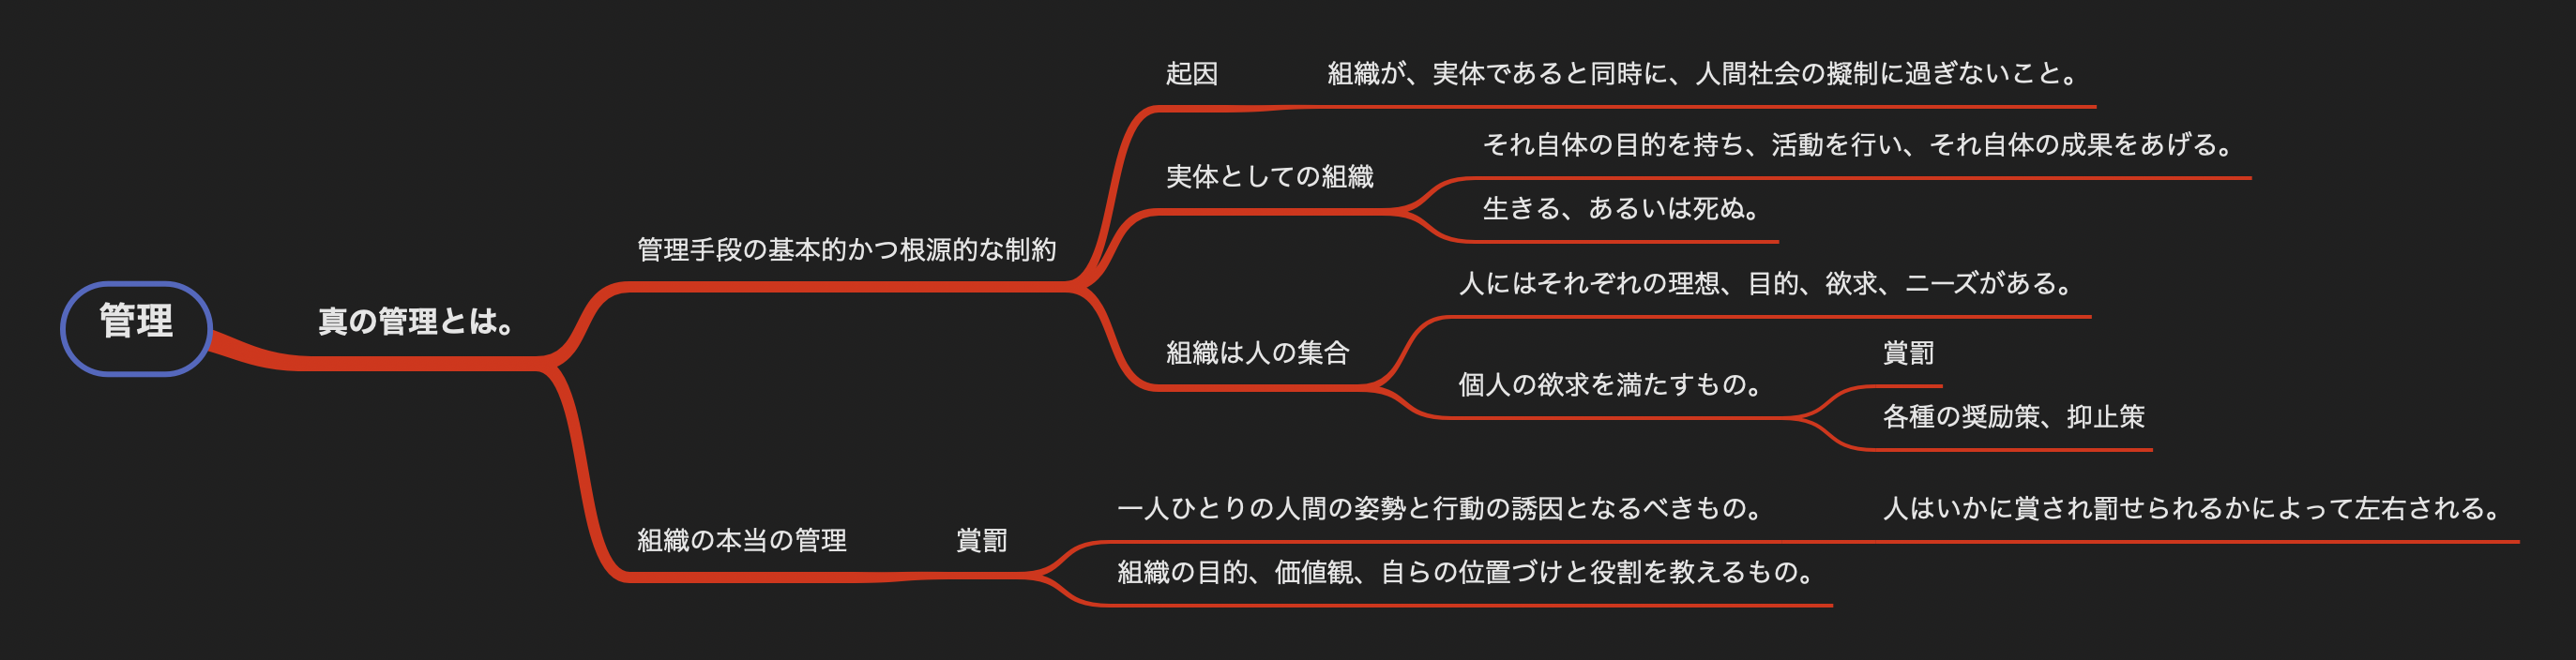 管理
真の管理とは。
管理手段の基本的かつ根源的な制約
起因
組織が、実体であると同時に、人間社会の擬制に過ぎないこと。
実体としての組織
それ自体の目的を持ち、活動を行い、それ自体の成果をあげる。
生きる、あるいは死ぬ。
組織は人の集合
人にはそれぞれの理想、目的、欲求、ニーズがある。
個人の欲求を満たすもの。
賞罰
各種の奨励策、抑止策
組織の本当の管理
賞罰
一人ひとりの人間の姿勢と行動の誘因となるべきもの。
人はいかに賞され罰せられるかによって左右される。
組織の目的、価値観、自らの位置づけと役割を教えるもの。